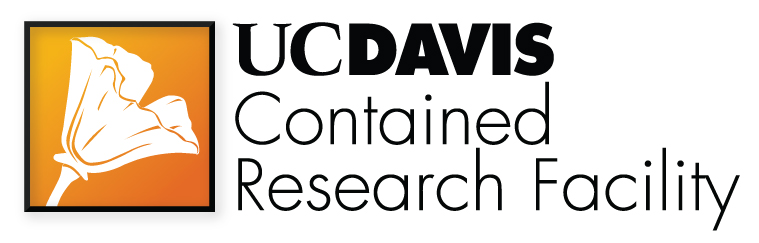 UCDAVIS
Contained
Research Facility